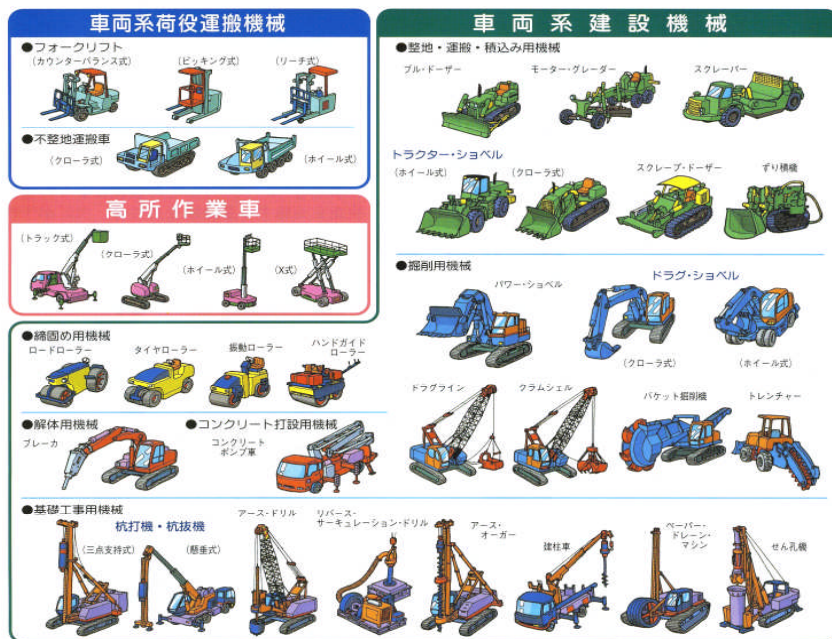 車両系荷役運搬機械
●フォークリフト
(カウンターバランス式)
(ピッキング式)
(リーチ式)
●不整地運搬車
(クローラ式)
(ホイール式)
高所作業車
(トラック式)
(クローラ式)
(ホイール式)
(X式)
車両系建設機械
●整地・運搬・積込み用機械
ブル・ドーザー
モーター・グレーダー
スクレーパー
トラクター・ショベル
(ホイール式)
(クローラ式)
スクレープ・ドーザー
ずり積機
●掘削用機械
パワー・ショベル
ドラグ・ショベル
(クローラ式)
(ホイール式)
ドラグライン
クラムシェル
バケット掘削機
トレンチャー
●締固め用機械
ロードローラー
タイヤローラー
振動ローラー
ハンドガイド
ローラー
●解体用機械
ブレーカ
●コンクリート打設用機械
コンクリート
ポンプ車
●基礎工事用機械
杭打機・杭抜機
(三点支持式)
(懸垂式)
アース・ドリル
リバース・
サーキュレーション・ドリル
アース・
オーガー
建柱車
ペーパー・
ドレーン・
マシン
せん孔機